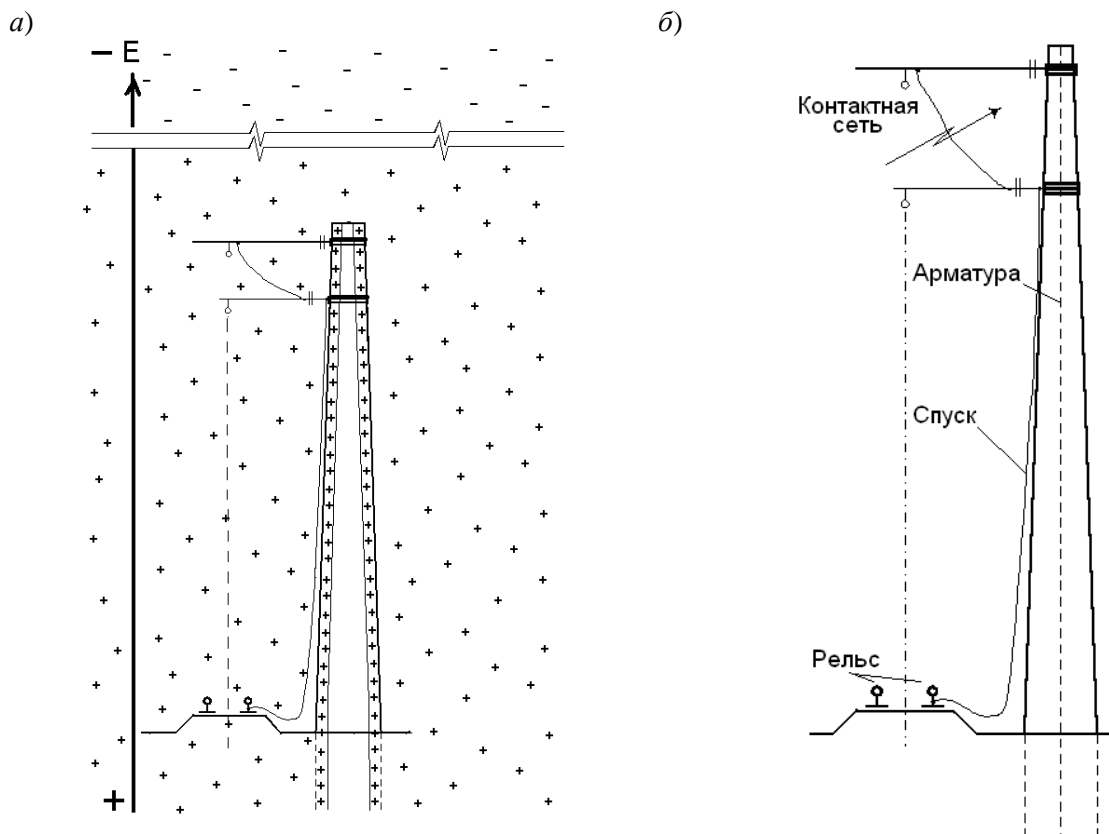 а)
– E
+
б)
Контактная
сеть
Арматура
Спуск
Рельс